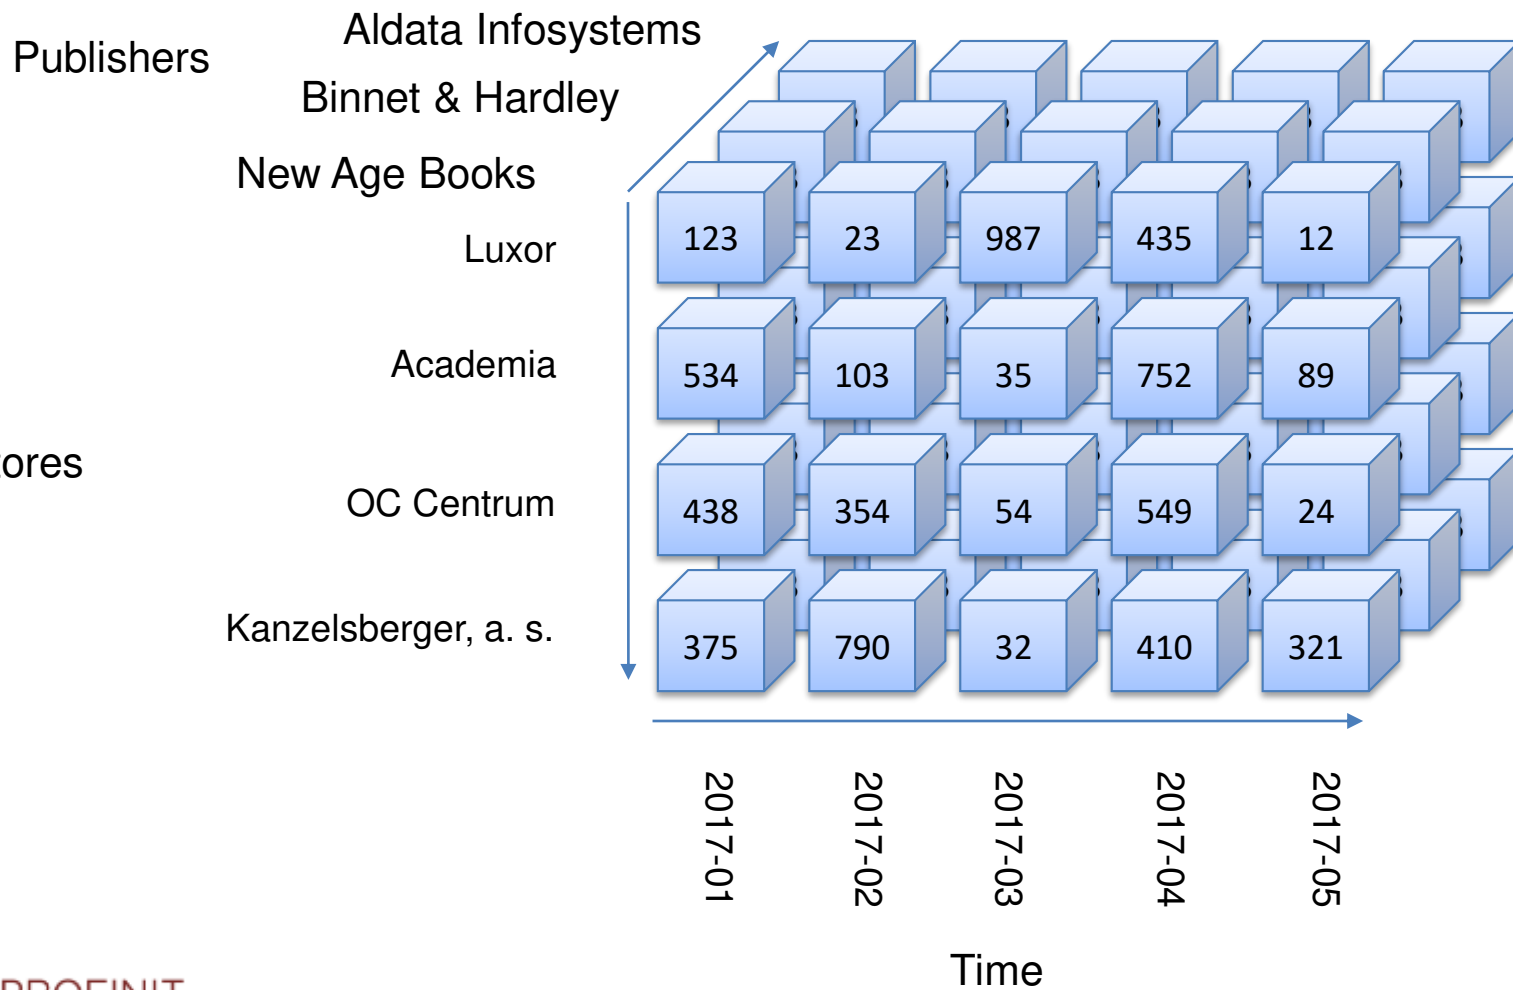 Aldata Infosystems
Publishers
Binnet & Hardley
New Age Books
Luxor
123 23 987 435 12
Academia
534 103 35 752 89
ores
OC Centrum
438 354 54 549 24
Kanzelsberger, a. s.
375 790 32 410 321
2017-01 2017-02 2017-03 2017-04 2017-05
Time
PROFINIT